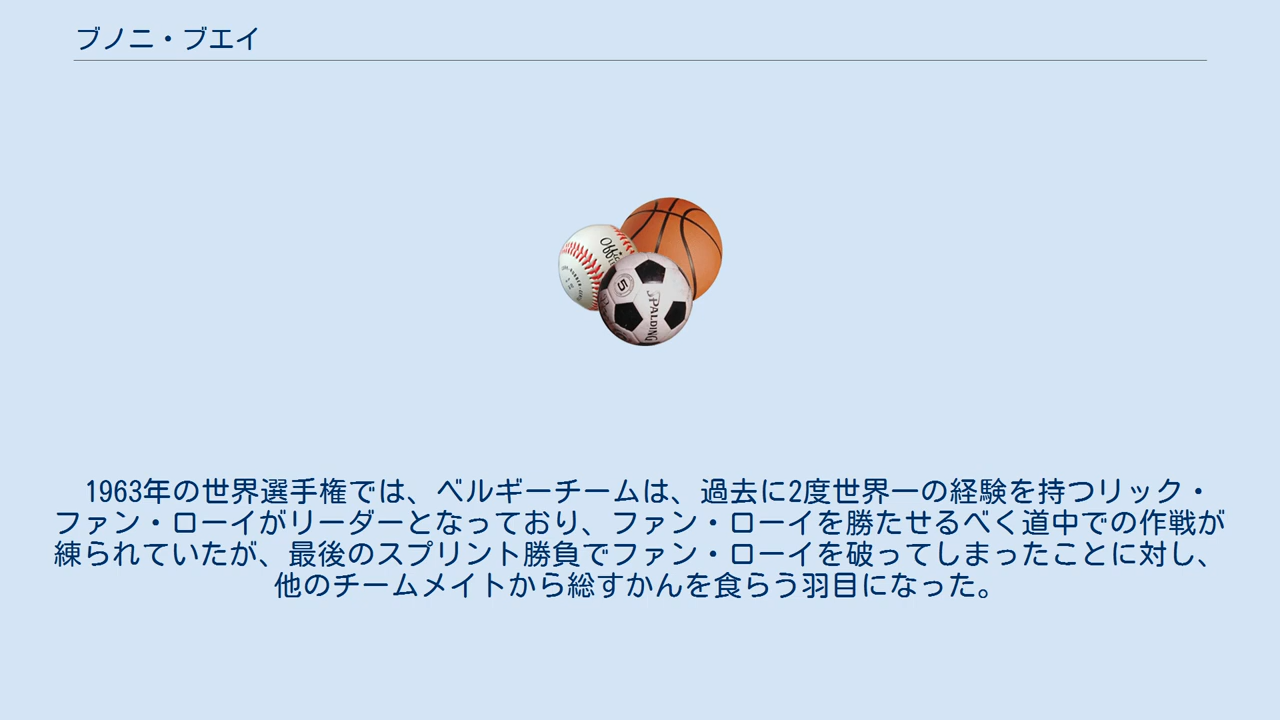 ブノニ・ブエイ
Offici
5
SPALDING
1963年の世界選手権では、ベルギーチームは、過去に2度世界一の経験を持つリック・
ファン・ローイがリーダーとなっており、ファン・ローイを勝たせるべく道中での作戦が
練られていたが、最後のスプリント勝負でファン・ローイを破ってしまったことに対し、
他のチームメイトから総すかんを食らう羽目になった。